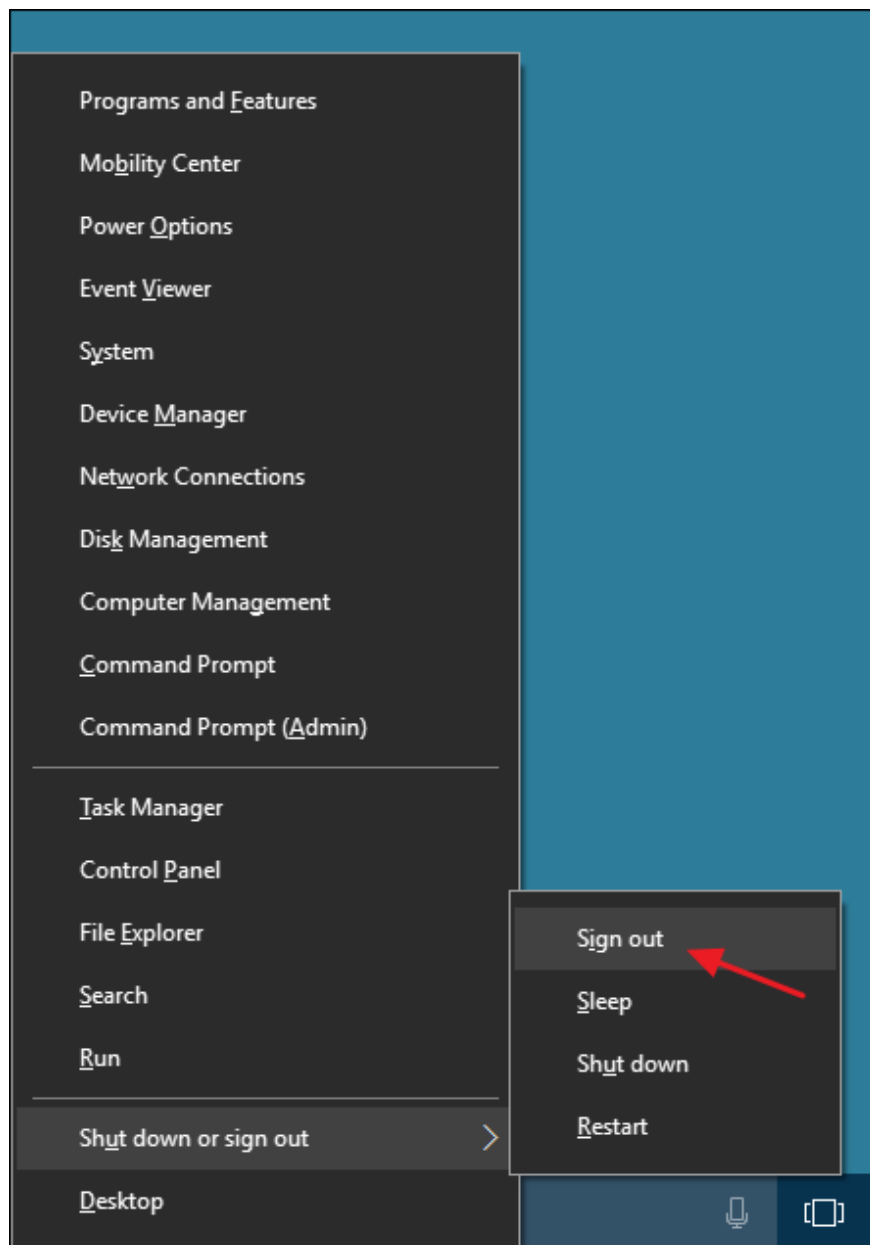 Programs and Features
Mobility Center
Power Options
Event Viewer
System
Device Manager
Network Connections
Disk Management
Computer Management
Command Prompt
Command Prompt (Admin)
Task Manager
Control Panel
File Explorer
Search
Run
Shut down or sign out
Desktop
Sign out
Sleep
Shut down
Restart